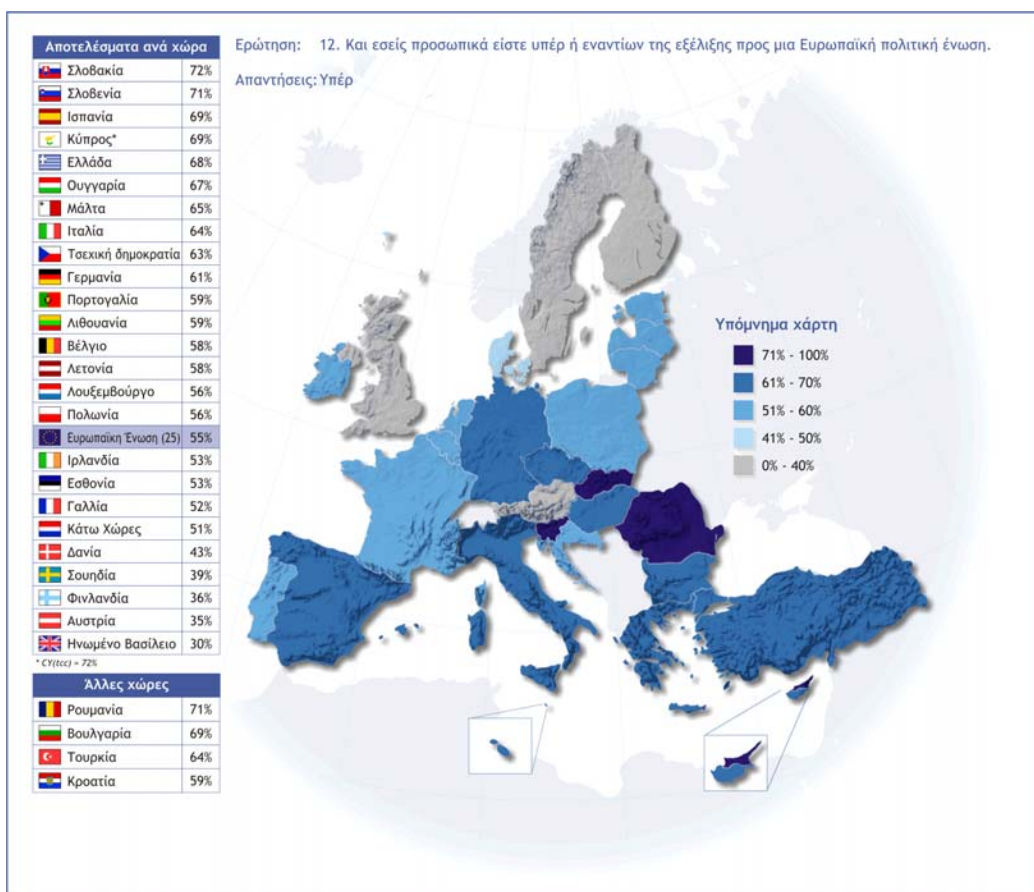 Ερώτηση: 12. Και εσείς προσωπικά είστε υπέρ ή εναντίων της εξέλιξης προς μια Ευρωπαϊκή πολιτική ένωση.
Απαντήσεις: Υπέρ
Αποτελέσματα ανά χώρα
Σλοβακία 72%
Σλοβενία 71%
Ισπανία 69%
Κύπρος* 69%
Ελλάδα 68%
Ουγγαρία 67%
Μάλτα 65%
Ιταλία 64%
Τσεχική δημοκρατία 63%
Γερμανία 61%
Πορτογαλία 59%
Λιθουανία 59%
Βέλγιο 58%
Λετονία 58%
Λουξεμβούργο 56%
Πολωνία 56%
Ευρωπαϊκη Ένωση (25) 55%
Ιρλανδία 53%
Εσθονία 53%
Γαλλία 52%
Κάτω Χώρες 51%
Δανία 43%
Σουηδία 39%
Φινλανδία 36%
Αυστρία 35%
Ηνωμένο Βασίλειο 30%
* CY(tcc) = 72%
Άλλες χώρες
Ρουμανία 71%
Βουλγαρία 69%
Τουρκία 64%
Κροατία 59%
Υπόμνημα χάρτη
71% - 100%
61% - 70%
51% - 60%
41% - 50%
0% - 40%